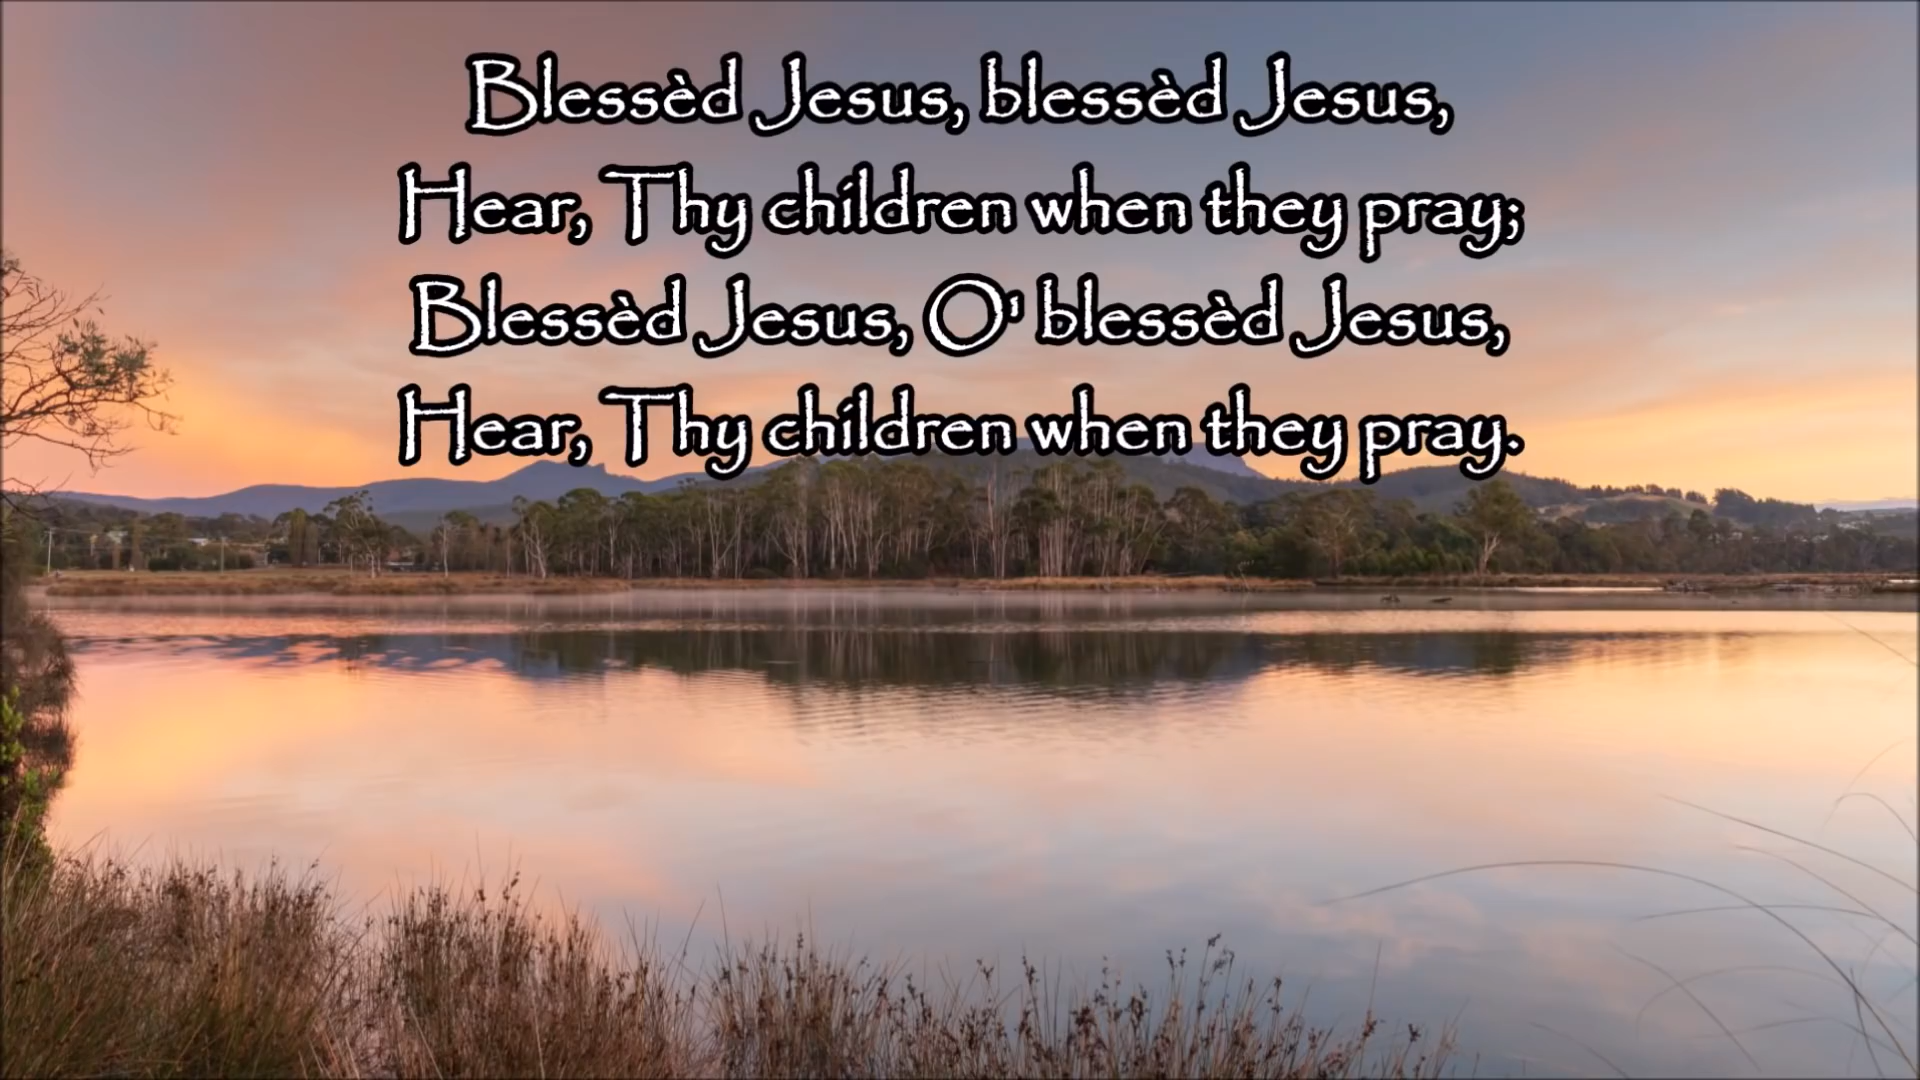 Blessèd Jesus, blessèd Jesus,
Hear, Thy children when they pray;
Blessèd Jesus, O' blessèd Jesus,
Hear, Thy children when they pray.